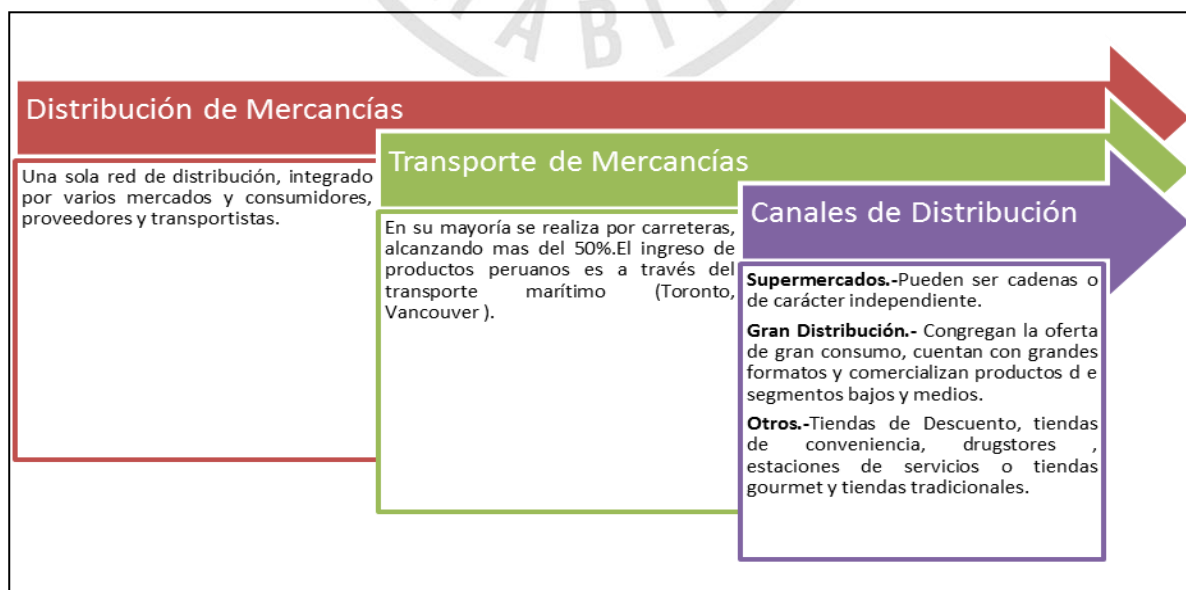 TABIT
Distribución de Mercancías
Una sola red de distribución, integrado
por varios mercados y consumidores,
proveedores y transportistas.
Transporte de Mercancías
En su mayoría se realiza por carreteras,
alcanzando mas del 50%.El ingreso de
productos peruanos es a través del
transporte marítimo (Toronto,
Vancouver ).
Canales de Distribución
Supermercados.-Pueden ser cadenas o
de carácter independiente.
Gran Distribución.- Congregan la oferta
de gran consumo, cuentan con grandes
formatos y comercializan productos d e
segmentos bajos y medios.
Otros.-Tiendas de Descuento, tiendas
de conveniencia, drugstores ,
estaciones de servicios o tiendas
gourmet y tiendas tradicionales.